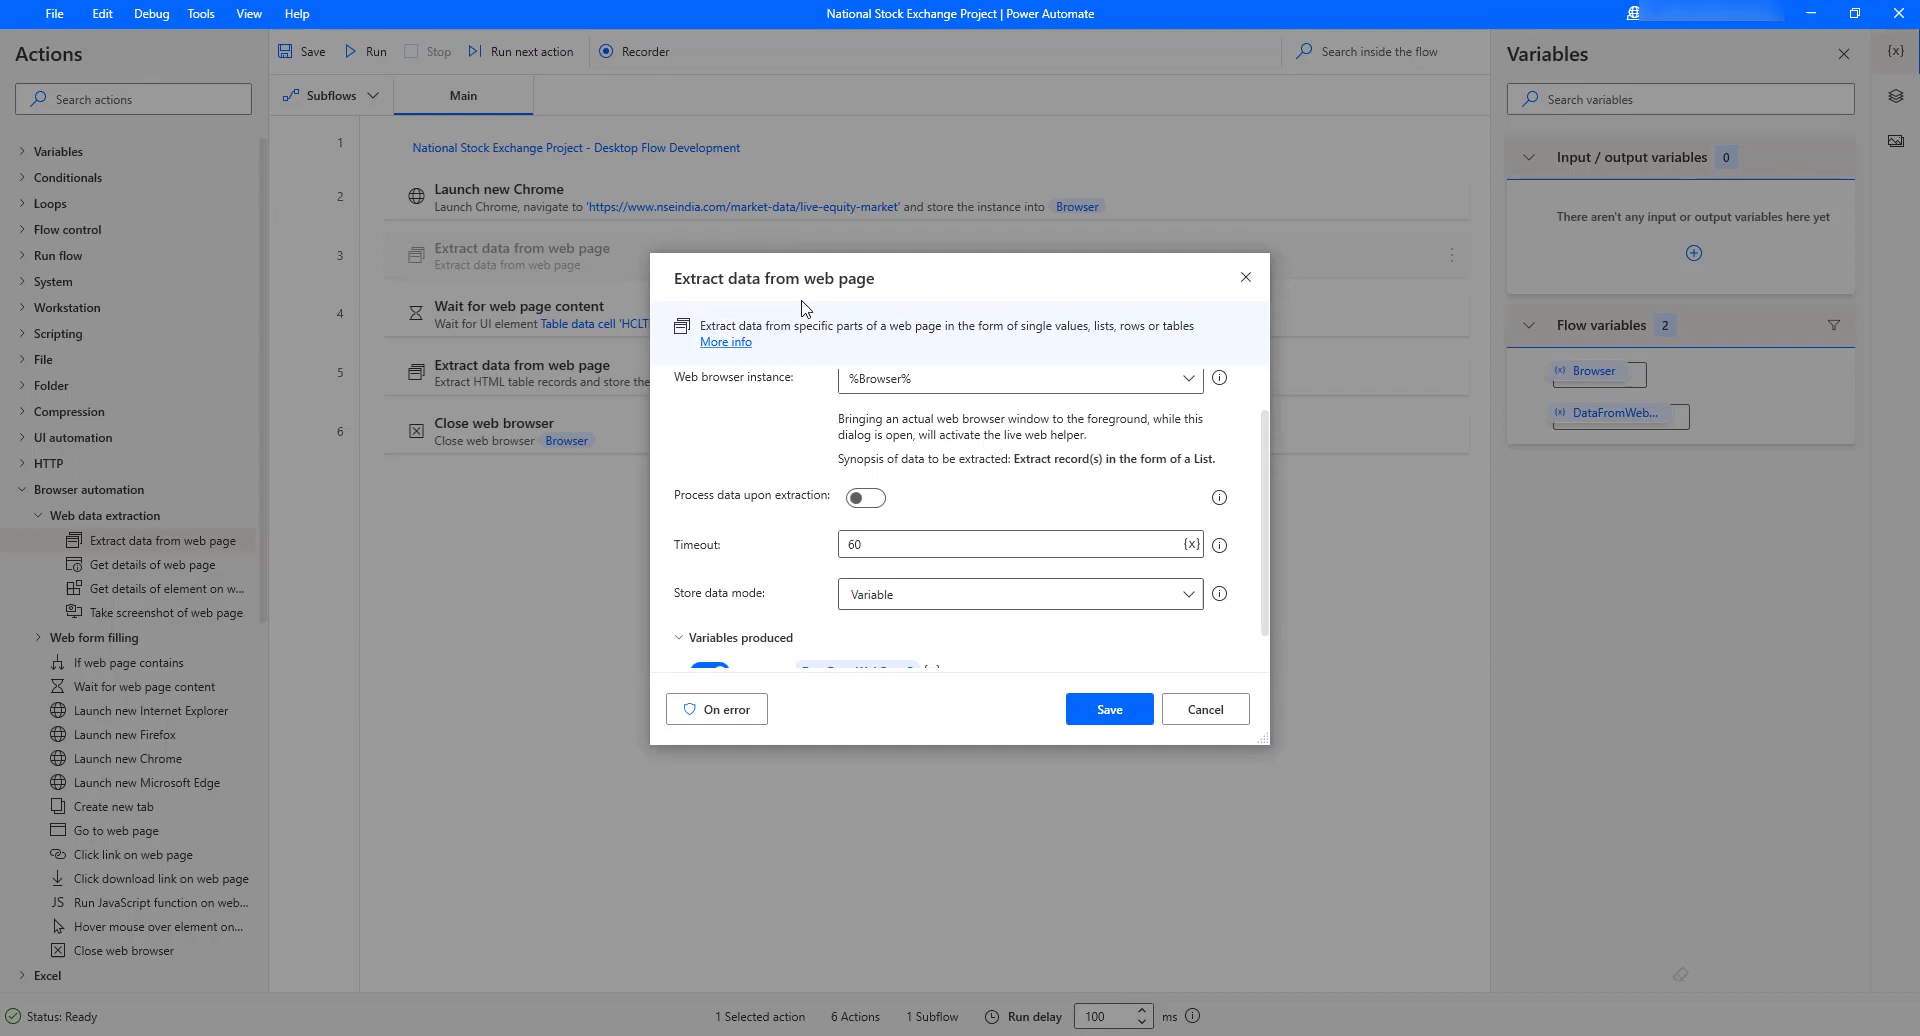 File Edit Debug Tools View Help
National Stock Exchange Project | Power Automate
Actions
Search actions
Variables
Conditionals
Loops
Flow control
Run flow
System
Workstation
Scripting
File
Folder
Compression
UI automation
HTTP
Browser automation
Web data extraction
Extract data from web page
Get details of web page
Get details of element on w...
Take screenshot of web page
Web form filling
If web page contains
Wait for web page content
Launch new Internet Explorer
Launch new Firefox
Launch new Chrome
Launch new Microsoft Edge
Create new tab
Go to web page
Click link on web page
Click download link on web page
JS Run JavaScript function on web...
Hover mouse over element on...
Close web browser
Excel
Save Run Stop Run next action Recorder
Search inside the flow
Subflows Main
1 National Stock Exchange Project - Desktop Flow Development
2 Launch new Chrome
Launch Chrome, navigate to 'https://www.nseindia.com/market-data/live-equity-market' and store the instance into Browser
3 Extract data from web page
Extract data from web page
4 Wait for web page content
Wait for UI element Table data cell 'HCLT
5 Extract data from web page
Extract HTML table records and store the
6 Close web browser
Close web browser Browser
Extract data from web page
Extract data from specific parts of a web page in the form of single values, lists, rows or tables
More info
Web browser instance: %Browser%
Bringing an actual web browser window to the foreground, while this
dialog is open, will activate the live web helper.
Synopsis of data to be extracted: Extract record(s) in the form of a List.
Process data upon extraction:
Timeout: 60 {x}
Store data mode: Variable
Variables produced
On error Save Cancel
Variables
Search variables
Input / output variables 0
There aren't any input or output variables here yet
Flow variables 2
{x} Browser
{x} DataFromWeb...
{x}
Status: Ready
1 Selected action 6 Actions 1 Subflow Run delay 100 ms